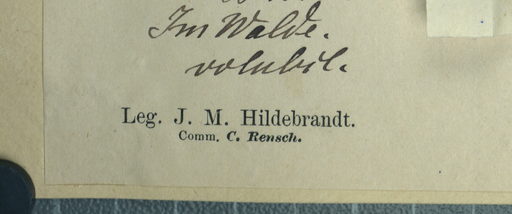 Im Walde.
volubil.
Leg. J. M. Hildebrandt.
Comm. C. Rensch.